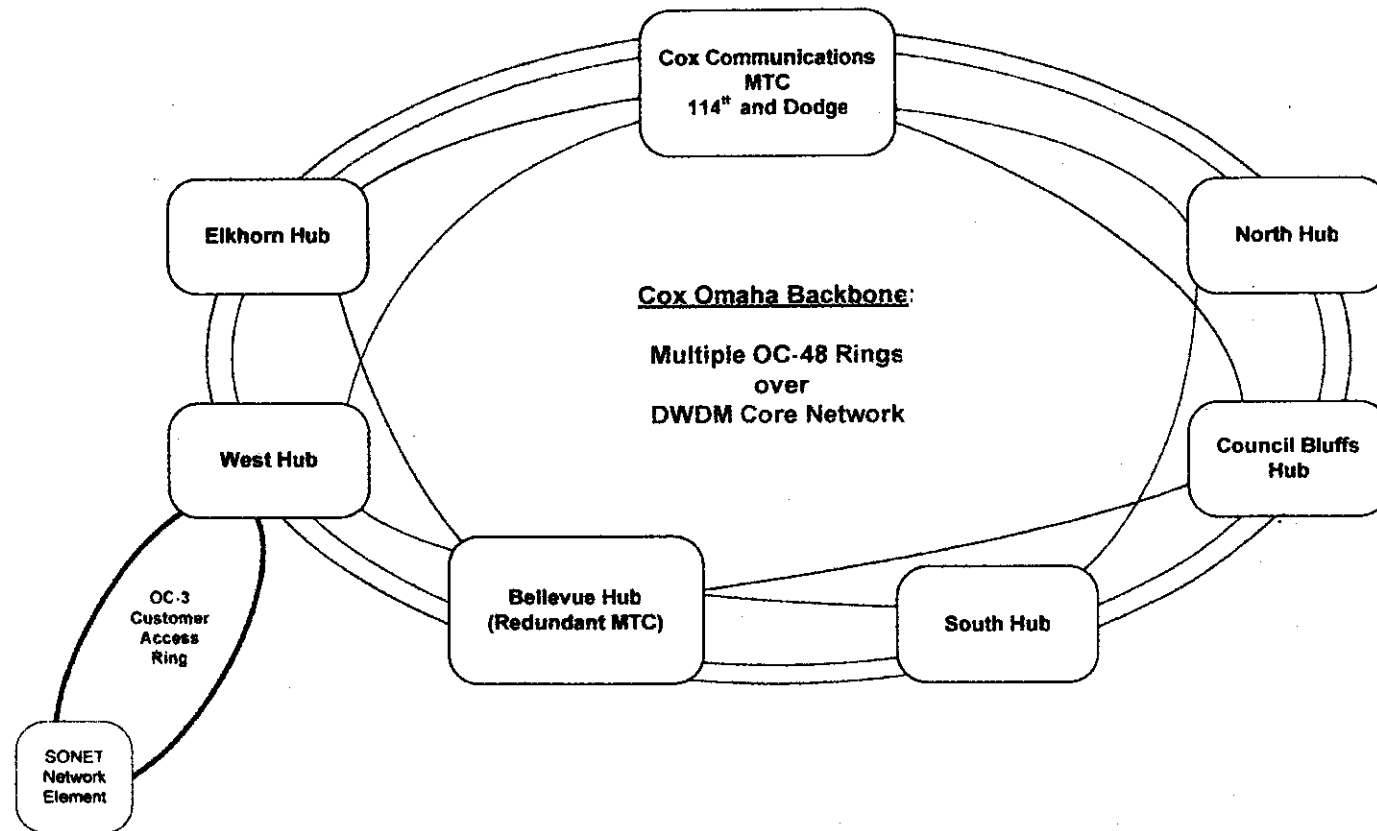 Cox Communications
MTC
114tt and Dodge
Elkhorn Hub
North Hub
Cox Omaha Backbone:
Multiple OC-48 Rings
over
DWDM Core Network
West Hub
Council Bluffs
Hub
Bellevue Hub
(Redundant MTC)
South Hub
OC-3
Customer
Access
Ring
SONET
Network
Element